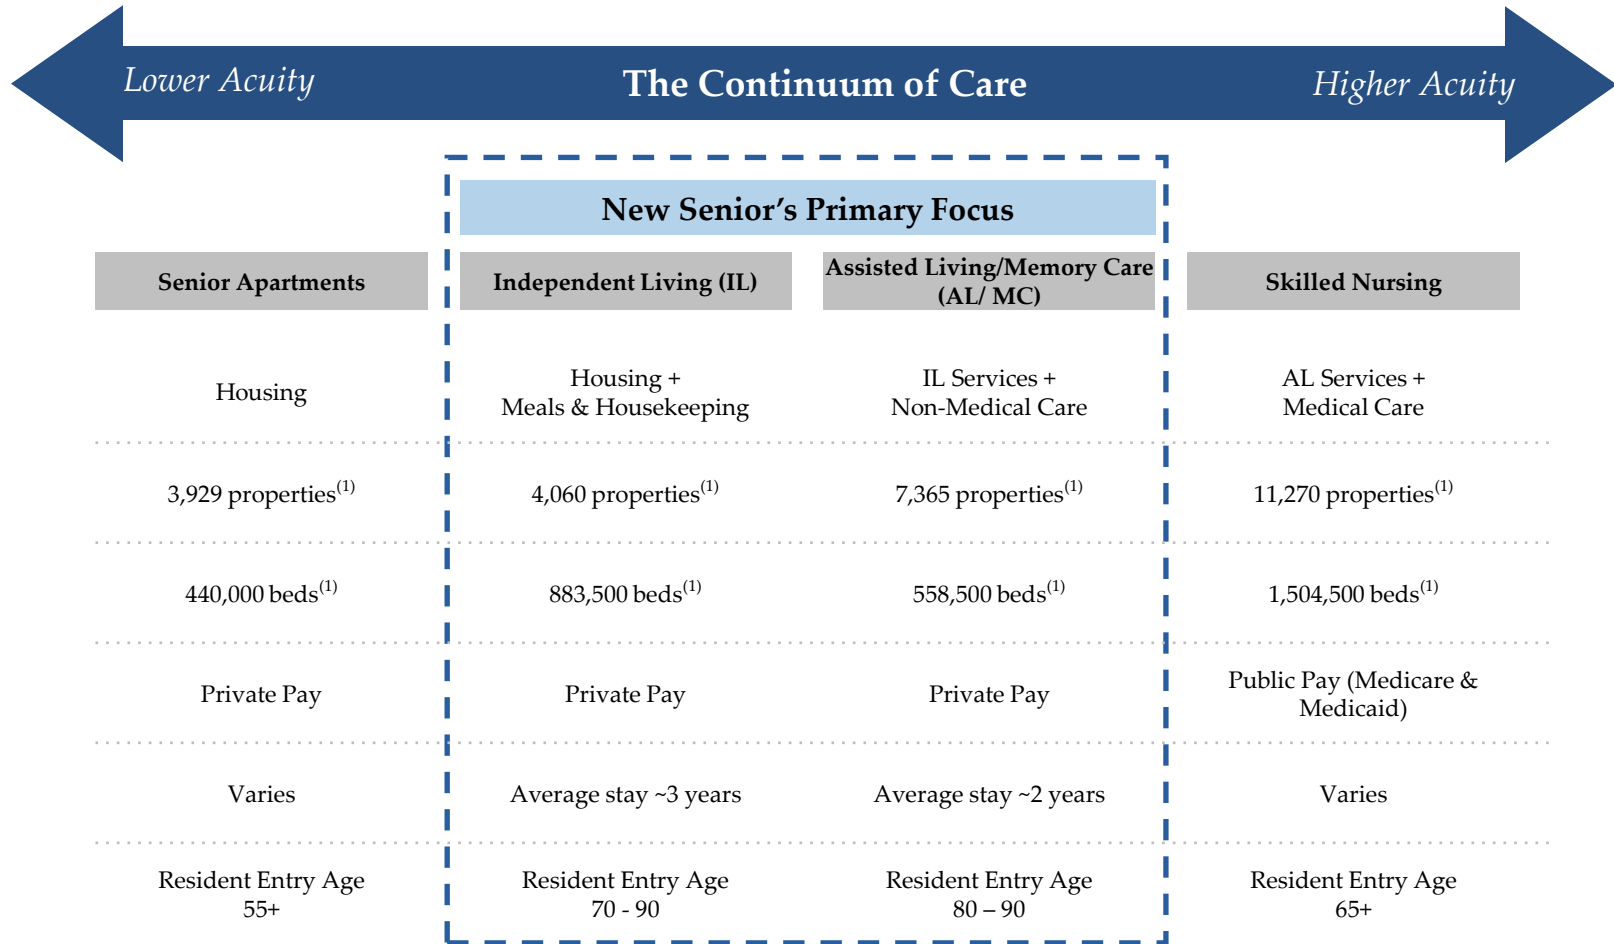 Lower Acuity
The Continuum of Care
Higher Acuity
New Senior’s Primary Focus
Senior Apartments
Independent Living (IL)
Assisted Living/Memory Care
(AL/ MC)
Skilled Nursing
Housing
Housing +
Meals & Housekeeping
IL Services +
Non-Medical Care
AL Services +
Medical Care
3,929 properties(1)
4,060 properties(1)
7,365 properties(1)
11,270 properties(1)
440,000 beds(1)
883,500 beds(1)
558,500 beds(1)
1,504,500 beds(1)
Private Pay
Private Pay
Private Pay
Public Pay (Medicare &
Medicaid)
Varies
Average stay ~3 years
Average stay ~2 years
Varies
Resident Entry Age
55+
Resident Entry Age
70 - 90
Resident Entry Age
80 – 90
Resident Entry Age
65+